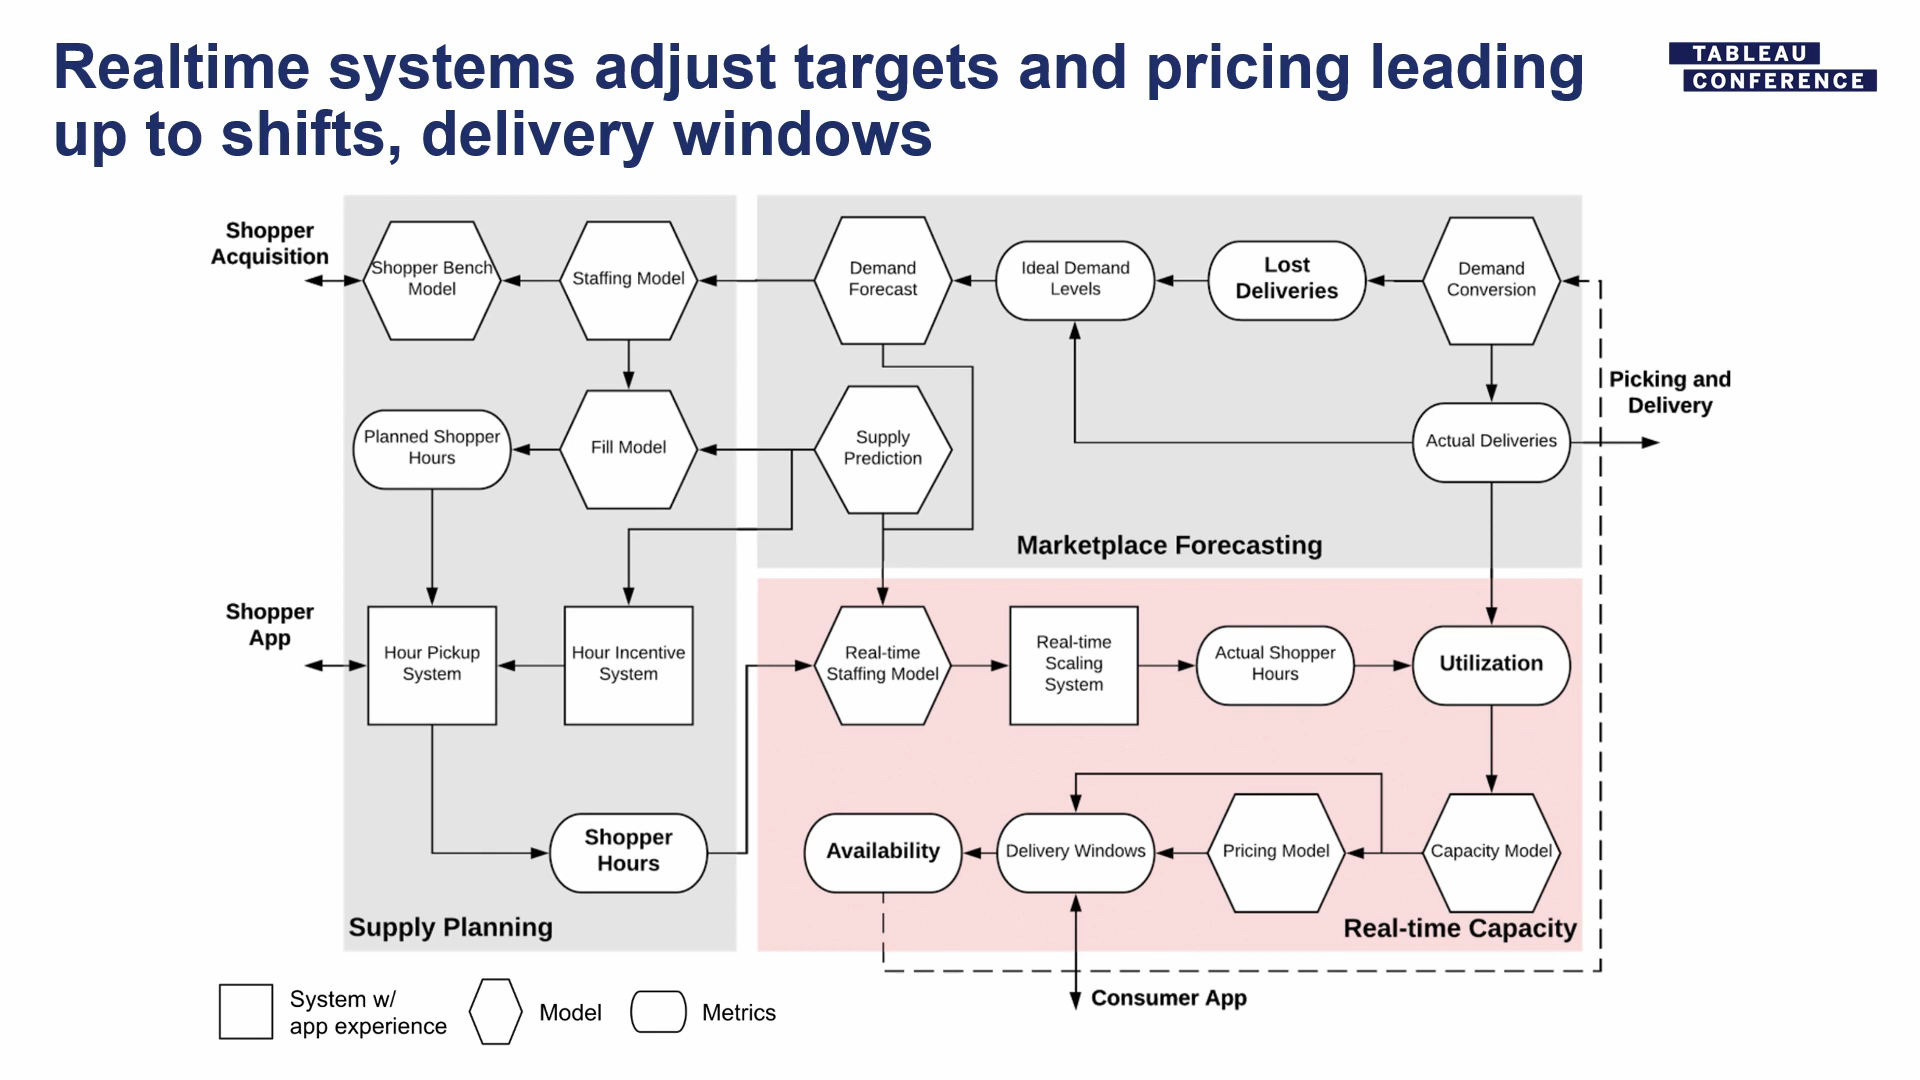 Realtime systems adjust targets and pricing leading
up to shifts, delivery windows
TABLEAU
CONFERENCE
Shopper
Acquisition
Shopper Bench
Model
Staffing Model
Demand
Forecast
Ideal Demand
Levels
Lost
Deliveries
Demand
Conversion
Picking and
Delivery
Planned Shopper
Hours
Fill Model
Supply
Prediction
Actual Deliveries
Marketplace Forecasting
Shopper
App
Hour Pickup
System
Hour Incentive
System
Real-time
Staffing Model
Real-time
Scaling
System
Actual Shopper
Hours
Utilization
Shopper
Hours
Availability
Delivery Windows
Pricing Model
Capacity Model
Supply Planning
Real-time Capacity
Consumer App
System w/
app experience
Model
Metrics